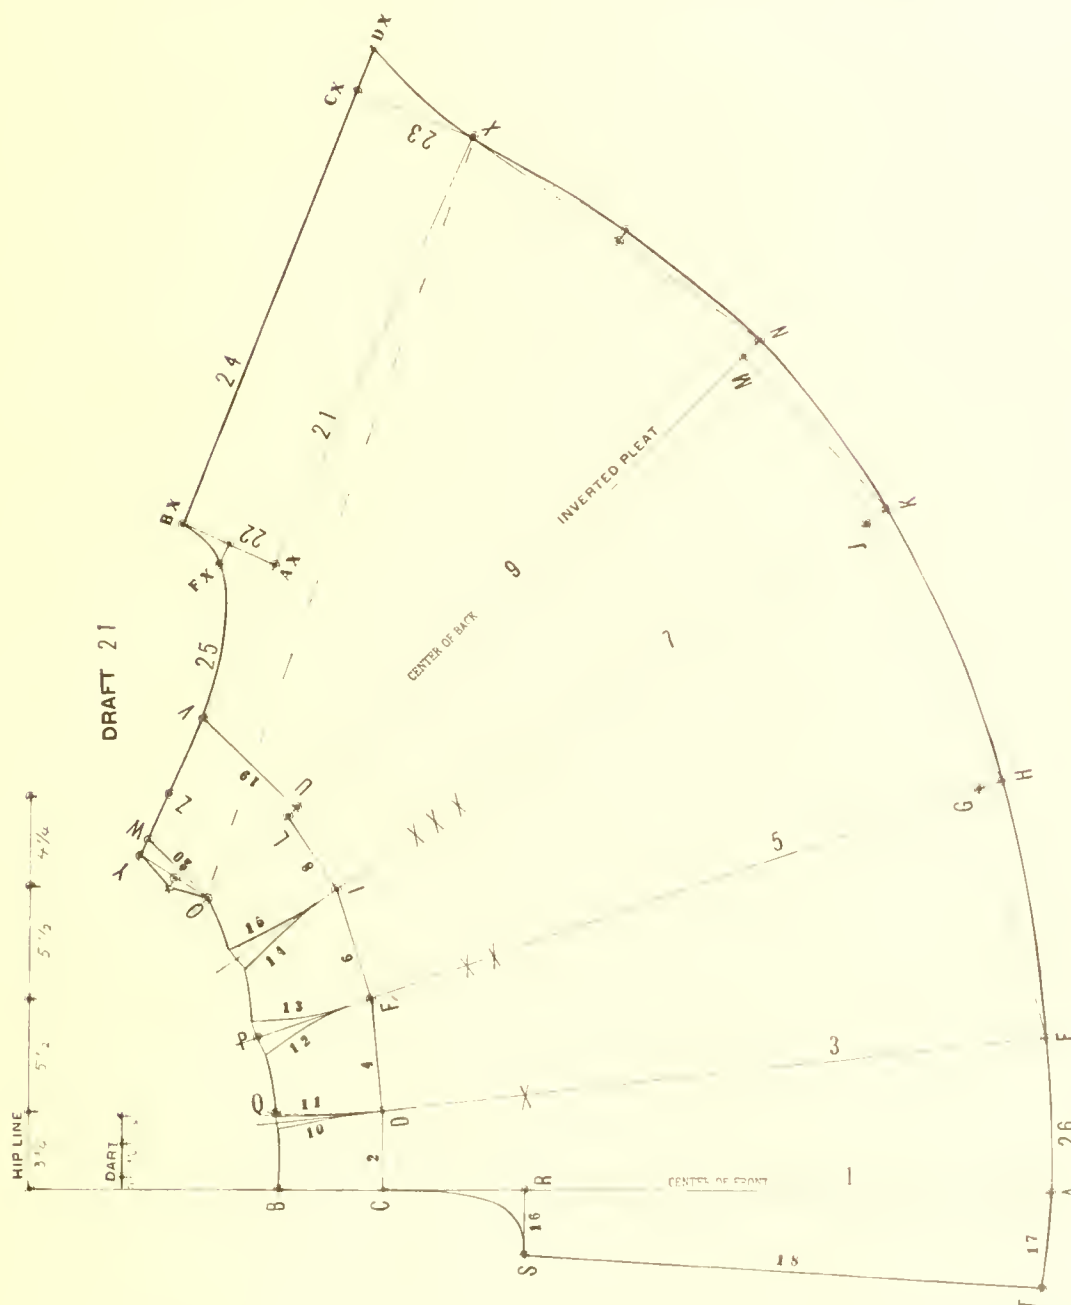 DRAFT 21
HIP LINE
5 1/2
5 1/2
4 1/4
DART
DX
CX
23
X
24
21
BX
FX
22
AX
25
V
Z
W
Y
20
19
O
U
L
8
I
16
14
6
13
P
12
F
4
Q
11
10
D
2
B
C
R
16
S
18
T
17
A
26
E
1
CENTER OF FRONT
3
X
X X
5
X X X
7
9
CENTER OF BACK
INVERTED PLEAT
M
N
J
K
G
H